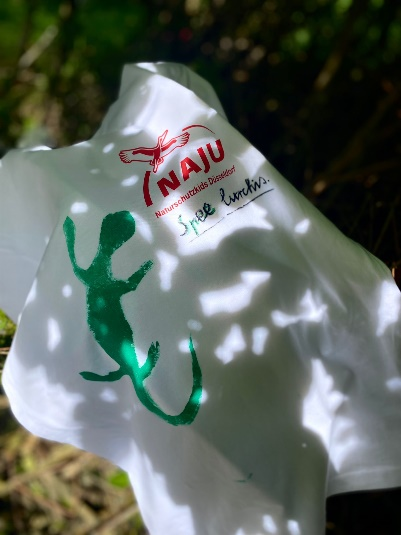 NAJU
Naturschutzkids Düsseldorf
Spee Lurchis.